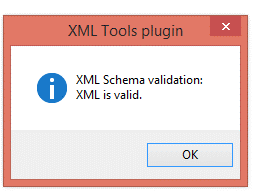 XML Tools plugin
XML Schema validation:
XML is valid.
OK